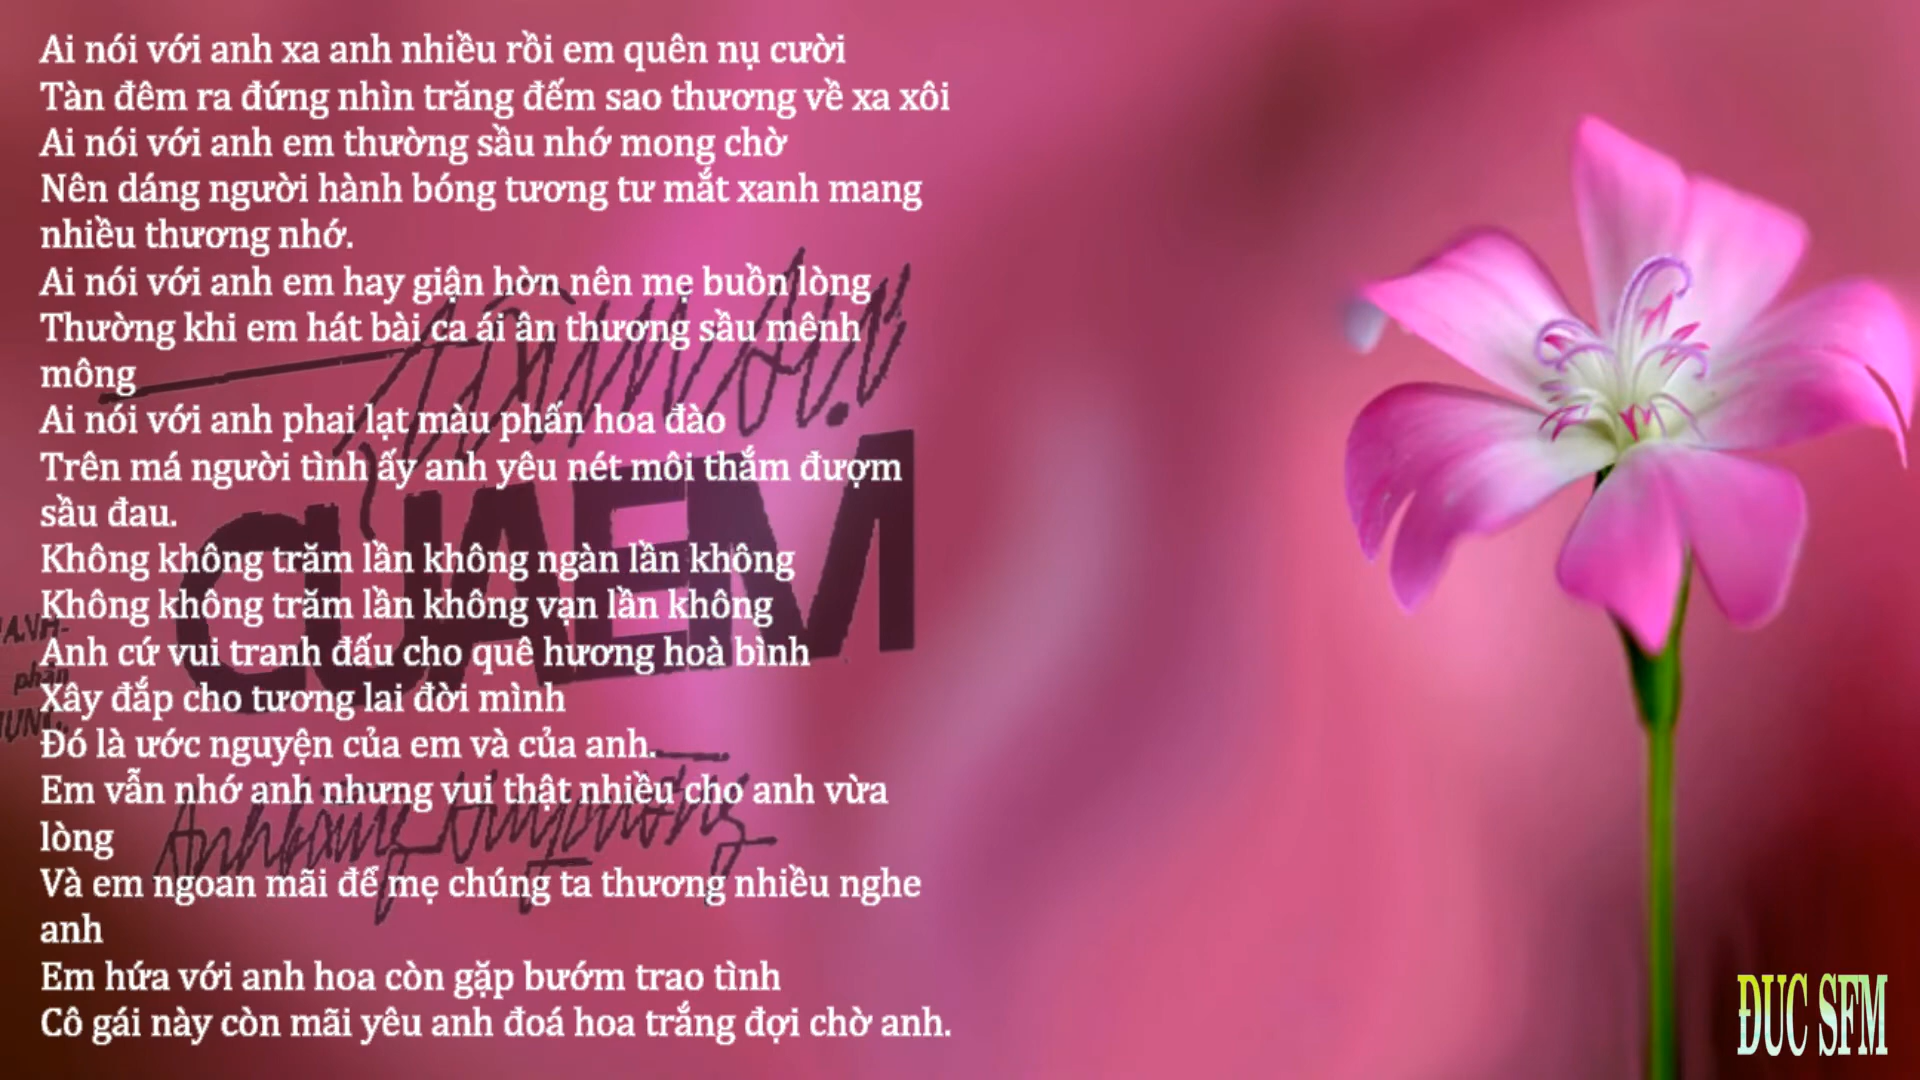 Ai nói với anh xa anh nhiều rồi em quên nụ cười
Tàn đêm ra đứng nhìn trăng đếm sao thương về xa xôi
Ai nói với anh em thường sầu nhớ mong chờ
Nên dáng người hành bóng tương tư mắt xanh mang
nhiều thương nhớ.
Ai nói với anh em hay giận hờn nên mẹ buồn lòng
Thường khi em hát bài ca ái ân thương sầu mênh
mông
Ai nói với anh phai lạt màu phấn hoa đào
Trên má người tình ấy anh yêu nét môi thắm đượm
sầu đau.
Không không trăm lần không ngàn lần không
Không không trăm lần không vạn lần không
Anh cứ vui tranh đấu cho quê hương hoà bình
Xây đắp cho tương lai đời mình
Đó là ước nguyện của em và của anh.
Em vẫn nhớ anh nhưng vui thật nhiều cho anh vừa
lòng
Và em ngoan mãi để mẹ chúng ta thương nhiều nghe
anh
Em hứa với anh hoa còn gặp bướm trao tình
Cô gái này còn mãi yêu anh đoá hoa trắng đợi chờ anh.
Tâm sự
CỦA EM
ĐUC SFM